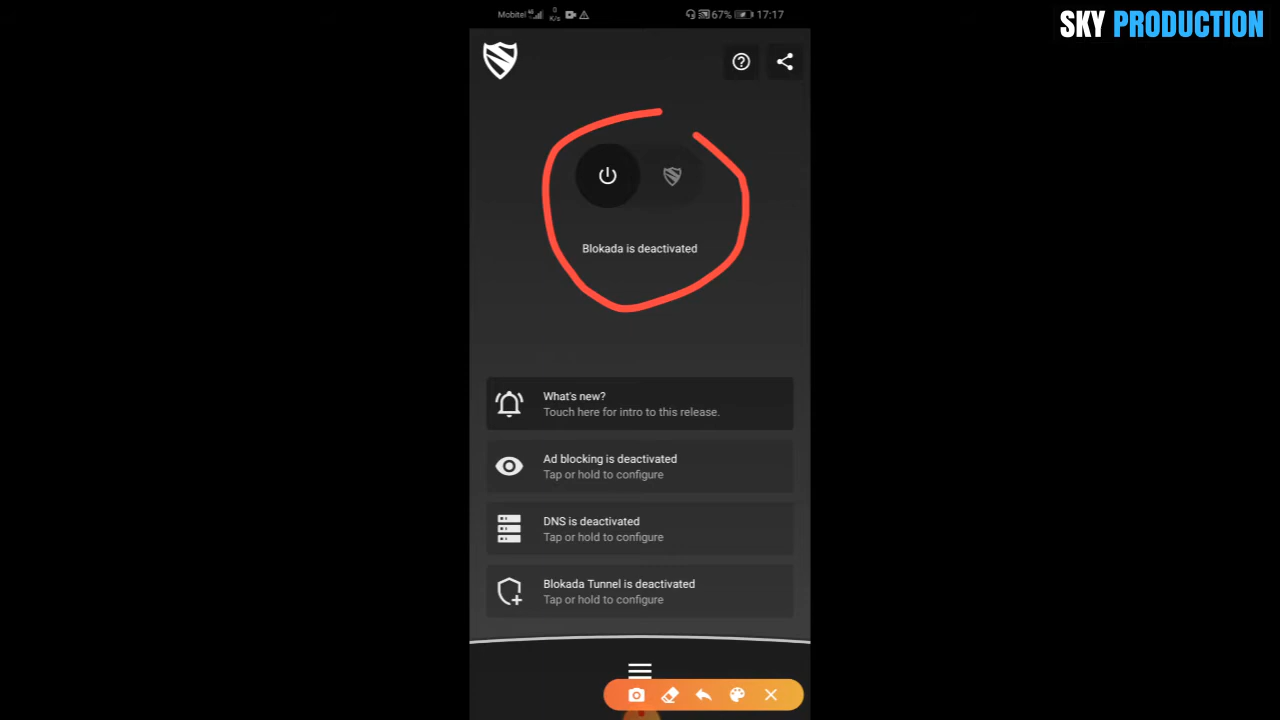 Mobitel 4G 0 K/s 67% 17:17
SKY PRODUCTION
Blokada is deactivated
What's new?
Touch here for intro to this release.
Ad blocking is deactivated
Tap or hold to configure
DNS is deactivated
Tap or hold to configure
Blokada Tunnel is deactivated
Tap or hold to configure